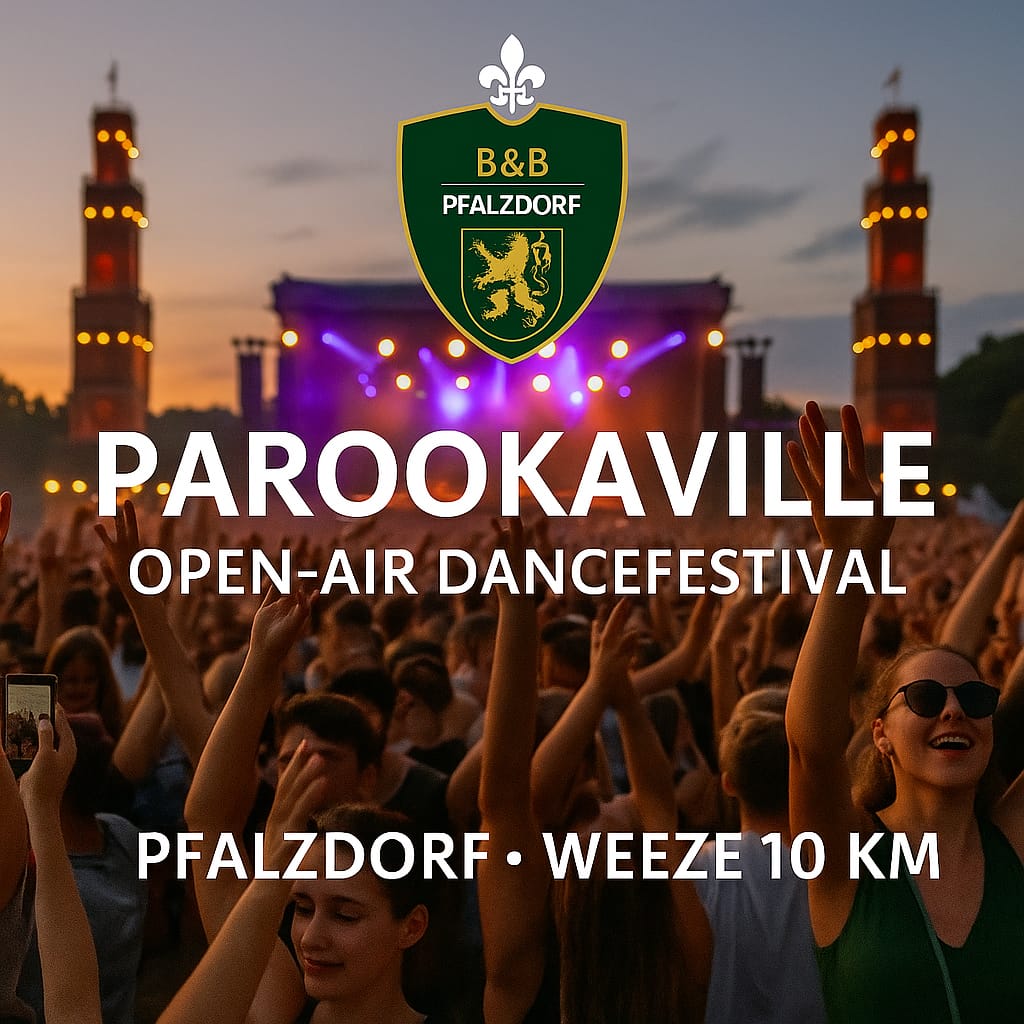 B&B
PFALZDORF
PAROOKAVILLE
OPEN-AIR DANCEFESTIVAL
PFALZDORF · WEEZE 10 KM